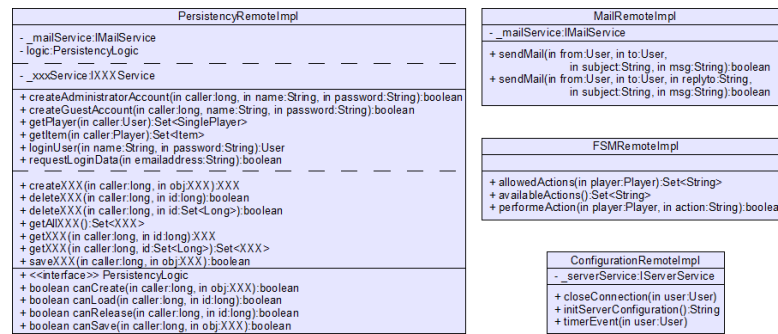 PersistencyRemoteImpl
- _mailService:IMailService
- logic:PersistencyLogic
- _xxxService:IXXXService
+ createAdministratorAccount(in caller:long, in name:String, in password:String):boolean
+ createGuestAccount(in caller:long, name:String, in password:String):boolean
+ getPlayer(in caller:User):Set<SinglePlayer>
+ getItem(in caller:Player):Set<Item>
+ loginUser(in name:String, in password:String):User
+ requestLoginData(in emailaddress:String):boolean
+ createXXX(in caller:long, in obj:XXX):XXX
+ deleteXXX(in caller:long, in id:long):boolean
+ deleteXXX(in caller:long, in id:Set<Long>):boolean
+ getAllXXX():Set<XXX>
+ getXXX(in caller:long, in id:long):XXX
+ getXXX(in caller:long, id:Set<Long>):Set<XXX>
+ saveXXX(in caller:long, in obj:XXX):boolean
+ <<interface>> PersistencyLogic
+ boolean canCreate(in caller:long, in obj:XXX):boolean
+ boolean canLoad(in caller:long, in id:long):boolean
+ boolean canRelease(in caller:long, in id:long):boolean
+ boolean canSave(in caller:long, in obj:XXX):boolean
MailRemoteImpl
- _mailService:IMailService
+ sendMail(in from:User, in to:User,
in subject:String, in msg:String):boolean
+ sendMail(in from:User, in to:User, in replyto:String,
in subject:String, in msg:String):boolean
FSMRemoteImpl
+ allowedActions(in player:Player):Set<String>
+ availableActions():Set<String>
+ performeAction(in player:Player, in action:String):boolea
ConfigurationRemoteImpl
- _serverService:IServerService
+ closeConnection(in user:User)
+ initServerConfiguration():String
+ timerEvent(in user:User)